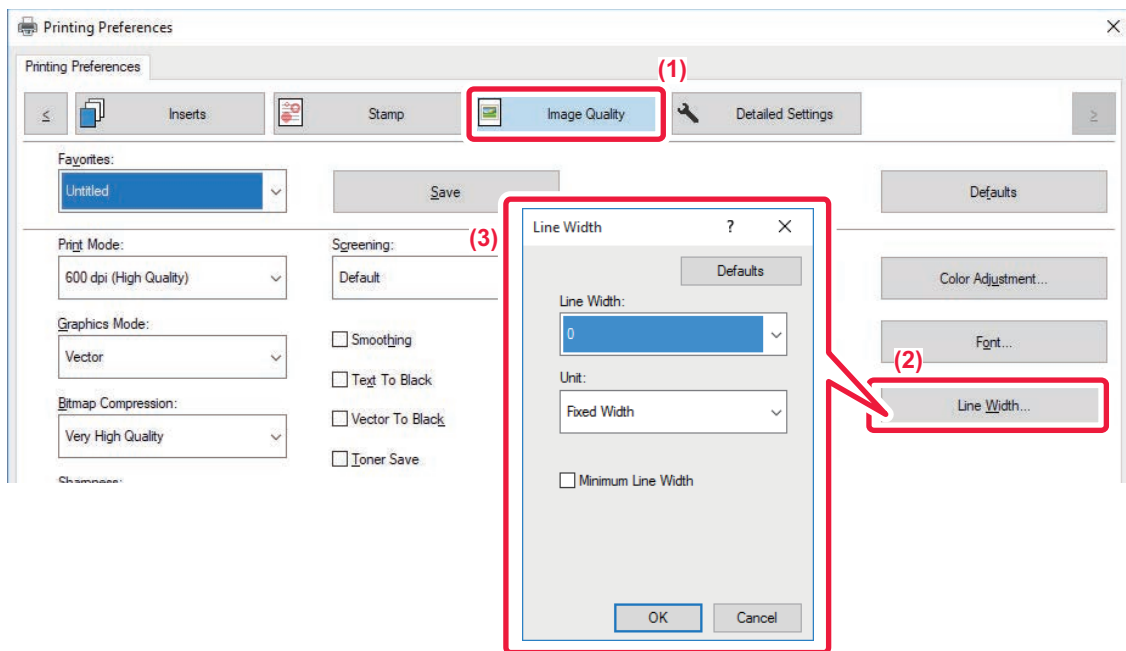 Printing Preferences
Printing Preferences
(1)
<
Inserts
Stamp
Image Quality
Detailed Settings
>
Favorites:
Untitled
Save
Defaults
Print Mode:
600 dpi (High Quality)
Screening:
Default
(3)
Line Width
?
Defaults
Line Width:
0
Unit:
Fixed Width
Minimum Line Width
OK
Cancel
Color Adjustment...
Graphics Mode:
Vector
Smoothing
Text To Black
Font...
(2)
Bitmap Compression:
Very High Quality
Vector To Black
Toner Save
Line Width...
Sharpness: